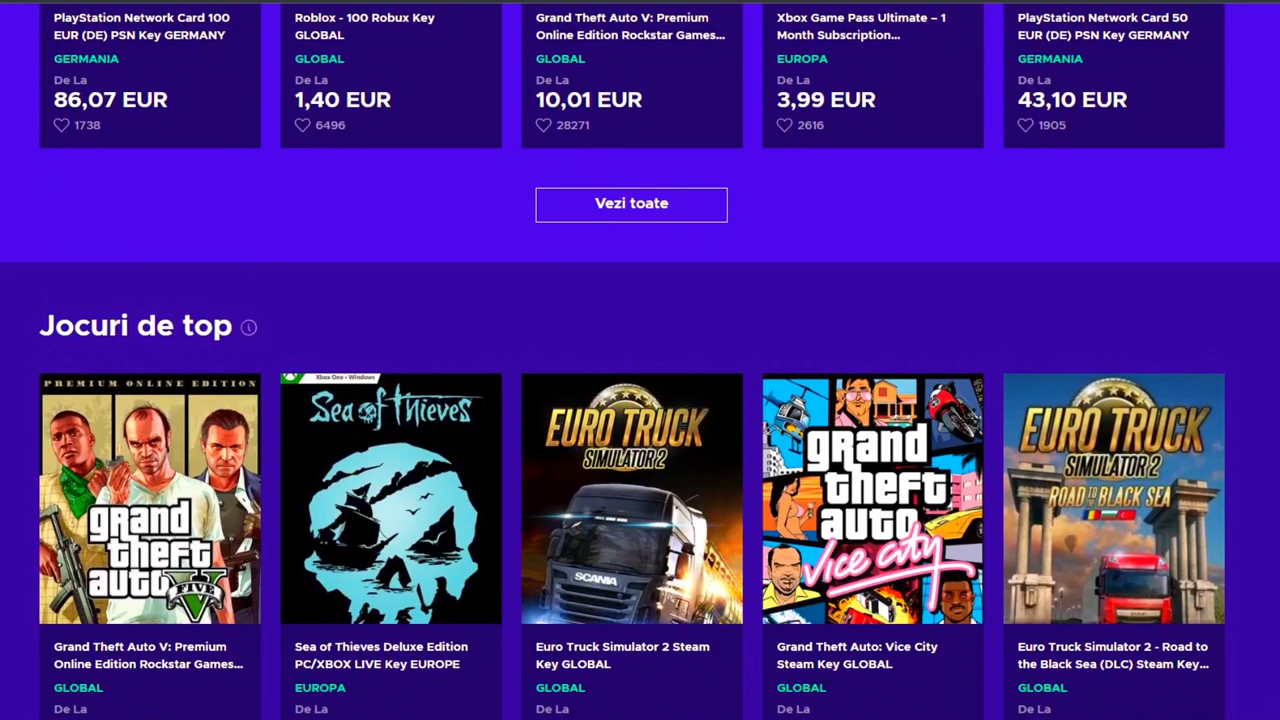 PlayStation Network Card 100
EUR (DE) PSN Key GERMANY
GERMANIA
De La
86,07 EUR
1738
Roblox - 100 Robux Key
GLOBAL
GLOBAL
De La
1,40 EUR
6496
Grand Theft Auto V: Premium
Online Edition Rockstar Games...
GLOBAL
De La
10,01 EUR
28271
Xbox Game Pass Ultimate – 1
Month Subscription...
EUROPA
De La
3,99 EUR
2616
PlayStation Network Card 50
EUR (DE) PSN Key GERMANY
GERMANIA
De La
43,10 EUR
1905
Vezi toate
Jocuri de top
PREMIUM ONLINE EDITION
grand
theft
auto V
FIVE
Grand Theft Auto V: Premium
Online Edition Rockstar Games...
GLOBAL
De La
Xbox One • Windows
Sea of Thieves
Sea of Thieves Deluxe Edition
PC/XBOX LIVE Key EUROPE
EUROPA
De La
EURO TRUCK
SIMULATOR 2
SCANIA
Euro Truck Simulator 2 Steam
Key GLOBAL
GLOBAL
De La
grand
theft
auto
vice city
Grand Theft Auto: Vice City
Steam Key GLOBAL
GLOBAL
De La
EURO TRUCK
SIMULATOR 2
ROAD TO BLACK SEA
Euro Truck Simulator 2 - Road to
the Black Sea (DLC) Steam Key...
GLOBAL
De La